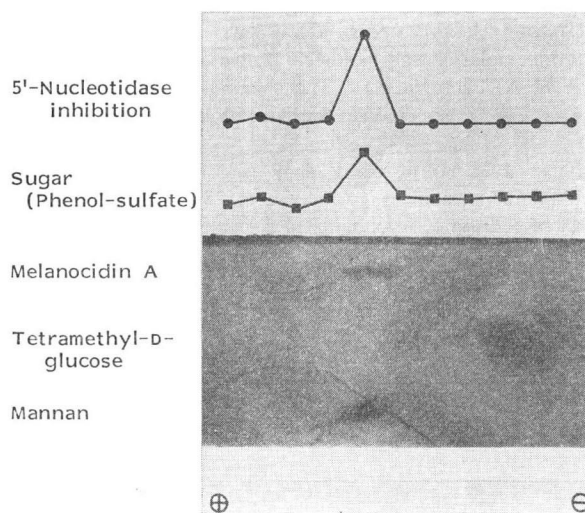 5'-Nucleotidase
inhibition
Sugar
(Phenol-sulfate)
Melanocidin A
Tetramethyl-D-
glucose
Mannan
⊕ ⊖